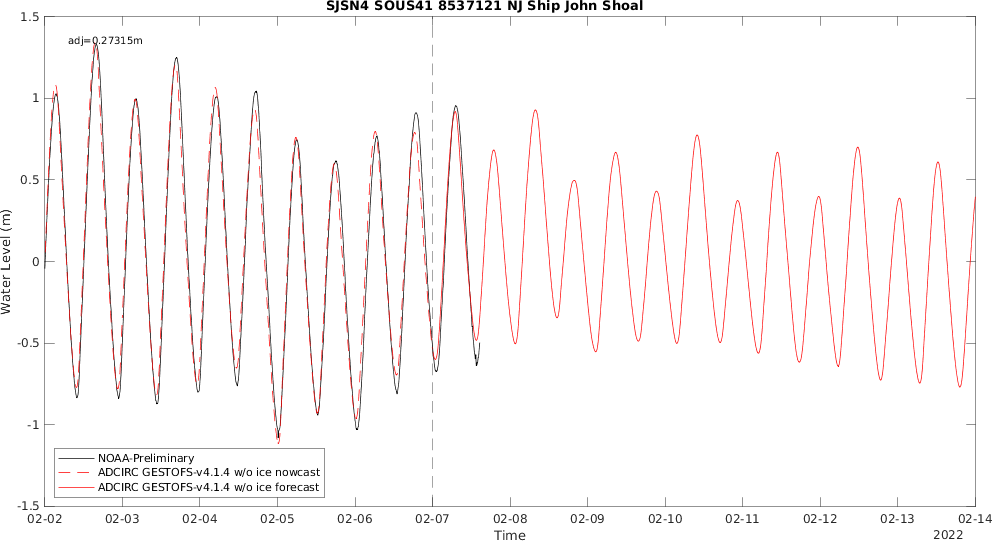 SJSN4 SOUS41 8537121 NJ Ship John Shoal
adj=0.27315m
1.5
1
0.5
0
-0.5
-1
-1.5
Water Level (m)
NOAA-Preliminary
ADCIRC GESTOFS-v4.1.4 w/o ice nowcast
ADCIRC GESTOFS-v4.1.4 w/o ice forecast
02-02 02-03 02-04 02-05 02-06 02-07 02-08 02-09 02-10 02-11 02-12 02-13 02-14
Time
2022